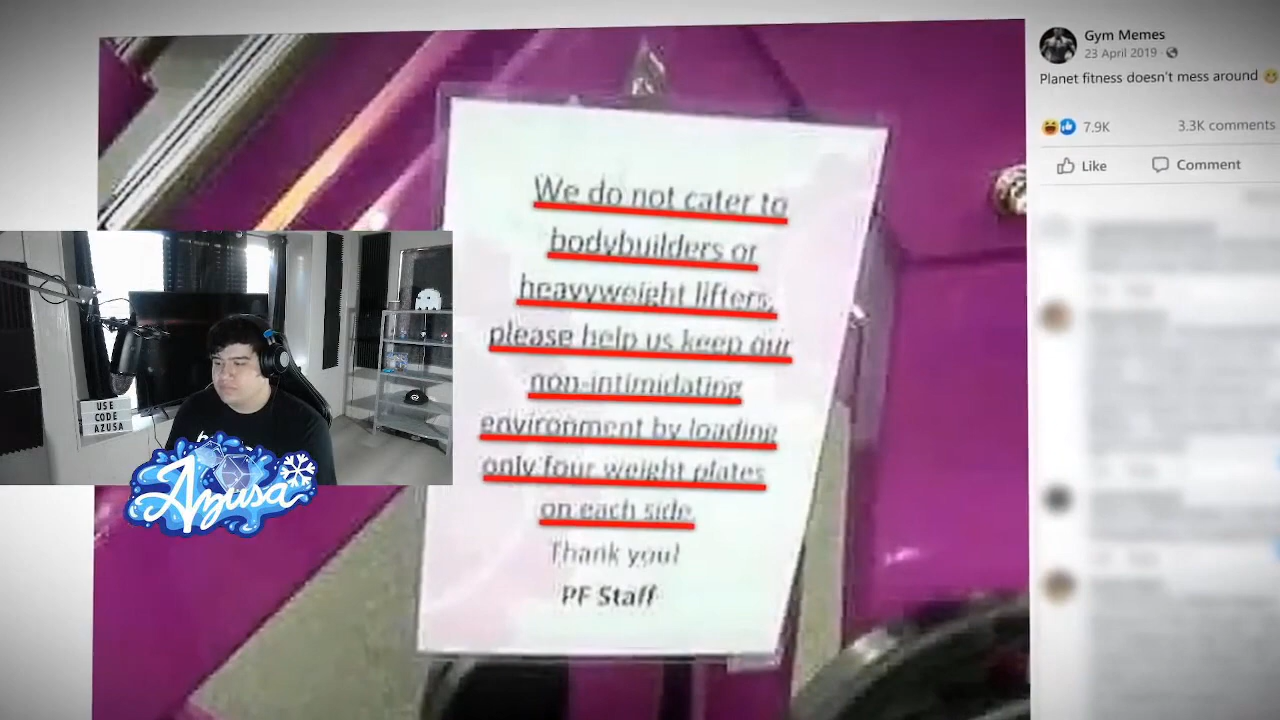 Gym Memes
23 April 2019
Planet fitness doesn't mess around
7.9K
3.3K comments
Like
Comment
We do not cater to
bodybuilders or
heavyweight lifters,
please help us keep our
non-intimidating
environment by loading
only four weight plates
on each side
Thank you!
PF Staff
USE
CODE
AZUSA
Azusa